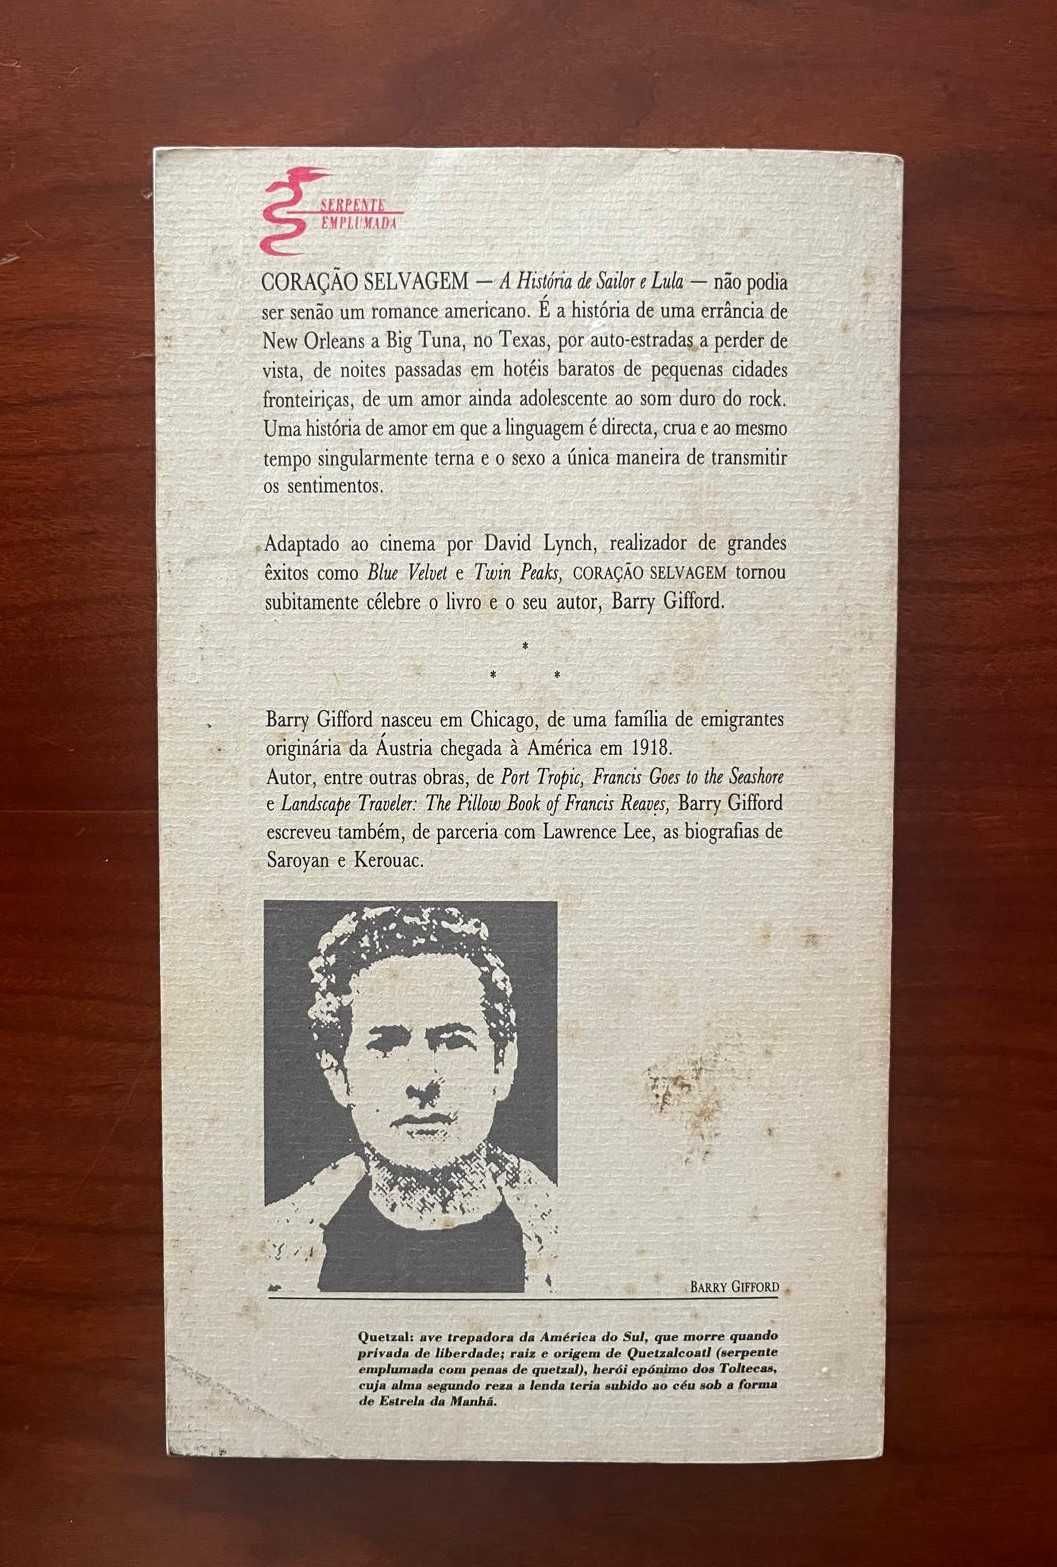 SERPENTE
EMPLUMADA
CORAÇÃO SELVAGEM — A História de Sailor e Lula — não podia
ser senão um romance americano. É a história de uma errância de
New Orleans a Big Tuna, no Texas, por auto-estradas a perder de
vista, de noites passadas em hotéis baratos de pequenas cidades
fronteiriças, de um amor ainda adolescente ao som duro do rock.
Uma história de amor em que a linguagem é directa, crua e ao mesmo
tempo singularmente terna e o sexo a única maneira de transmitir
os sentimentos.
Adaptado ao cinema por David Lynch, realizador de grandes
êxitos como Blue Velvet e Twin Peaks, CORAÇÃO SELVAGEM tornou
subitamente célebre o livro e o seu autor, Barry Gifford.
*
* *
Barry Gifford nasceu em Chicago, de uma família de emigrantes
originária da Áustria chegada à América em 1918.
Autor, entre outras obras, de Port Tropic, Francis Goes to the Seashore
e Landscape Traveler: The Pillow Book of Francis Reaves, Barry Gifford
escreveu também, de parceria com Lawrence Lee, as biografias de
Saroyan e Kerouac.
BARRY GIFFORD
Quetzal: ave trepadora da América do Sul, que morre quando
privada de liberdade; raiz e origem de Quetzalcoatl (serpente
emplumada com penas de quetzal), herói epónimo dos Toltecas,
cuja alma segundo reza a lenda teria subido ao céu sob a forma
de Estrela da Manhã.